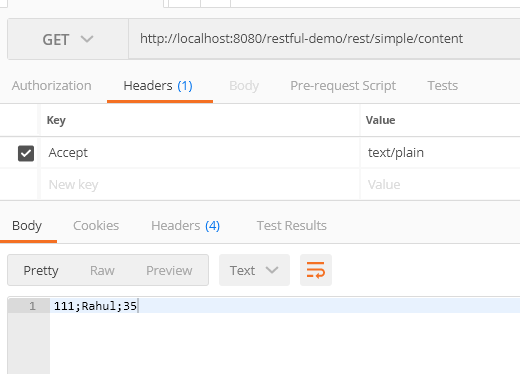 GET http://localhost:8080/restful-demo/rest/simple/content
Authorization Headers (1) Body Pre-request Script Tests
Key Value
Accept text/plain
New key Value
Body Cookies Headers (4) Test Results
Pretty Raw Preview Text
1 111;Rahul;35